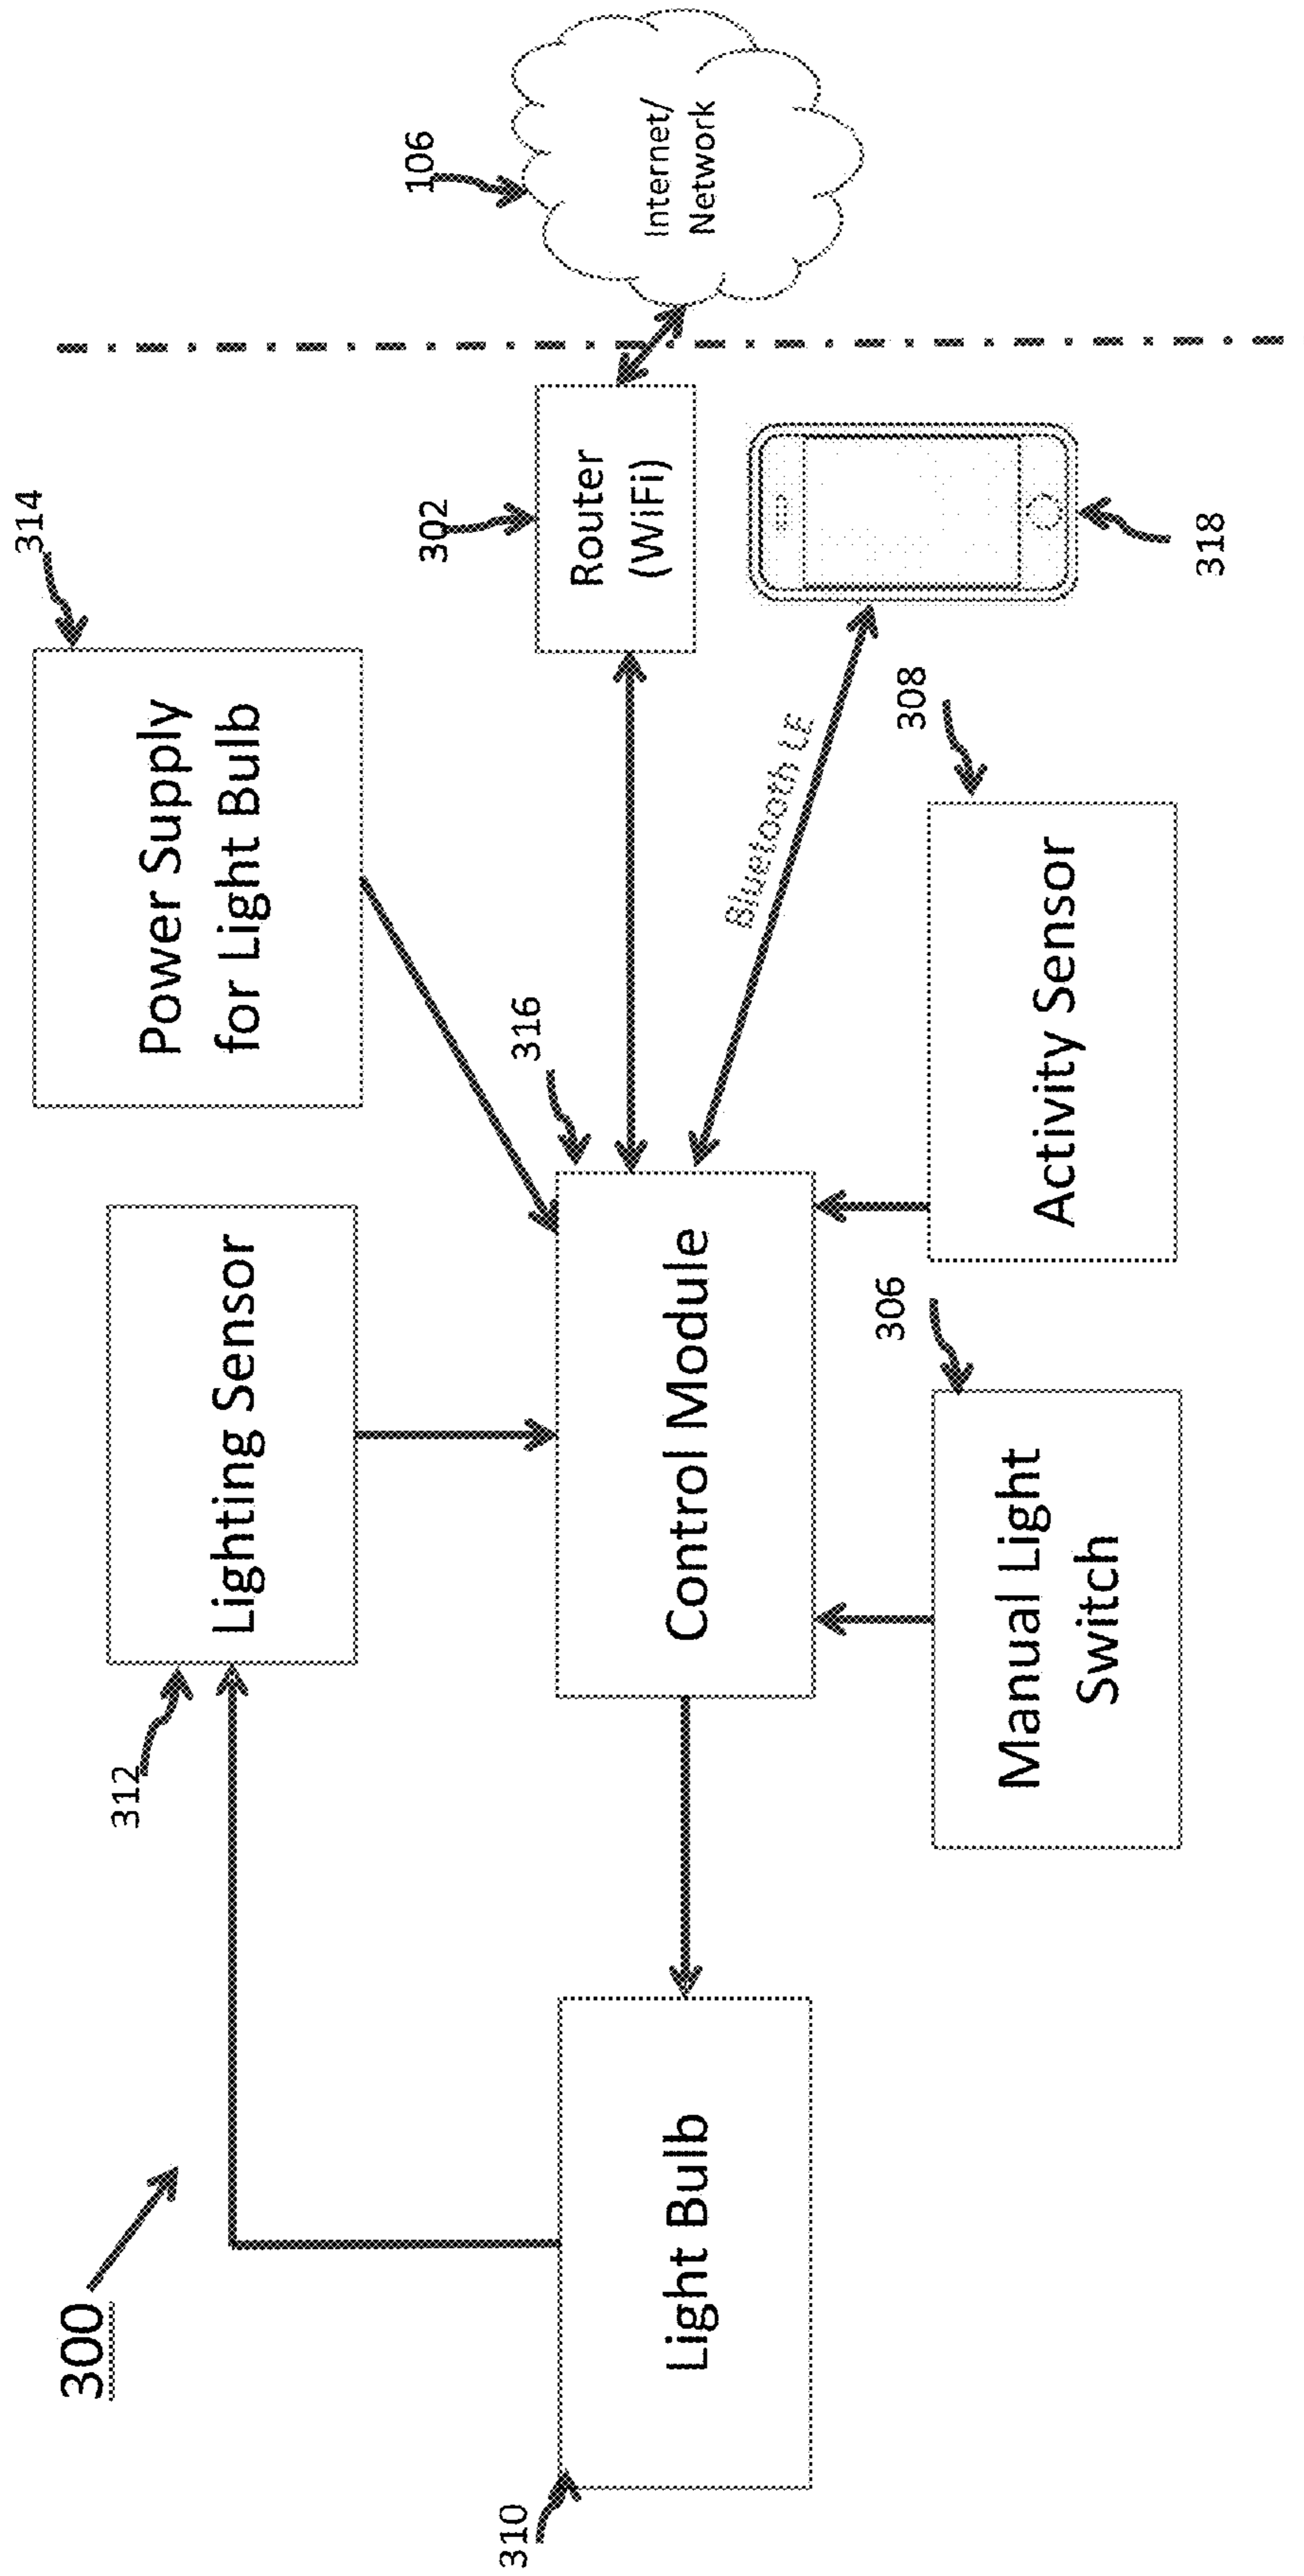 300
314
Power Supply
for Light Bulb
312
Lighting Sensor
106
Internet/
Network
302
Router
(WiFi)
316
Control Module
Bluetooth LE
318
310
Light Bulb
306
Manual Light
Switch
308
Activity Sensor